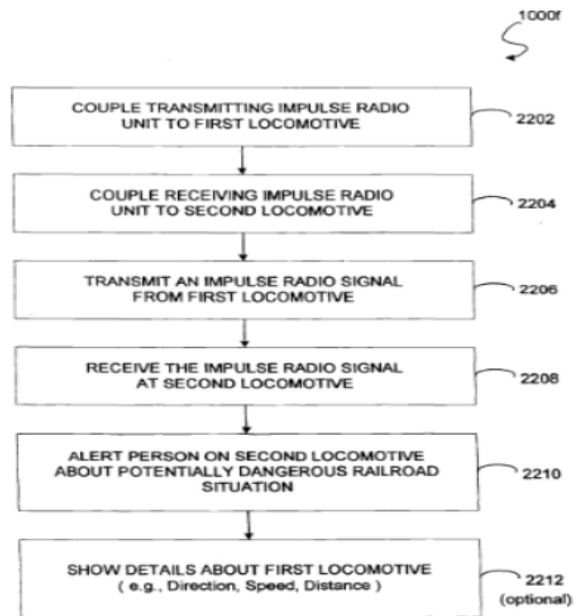 1000f
COUPLE TRANSMITTING IMPULSE RADIO
UNIT TO FIRST LOCOMOTIVE
2202
COUPLE RECEIVING IMPULSE RADIO
UNIT TO SECOND LOCOMOTIVE
2204
TRANSMIT AN IMPULSE RADIO SIGNAL
FROM FIRST LOCOMOTIVE
2206
RECEIVE THE IMPULSE RADIO SIGNAL
AT SECOND LOCOMOTIVE
2208
ALERT PERSON ON SECOND LOCOMOTIVE
ABOUT POTENTIALLY DANGEROUS RAILROAD
SITUATION
2210
SHOW DETAILS ABOUT FIRST LOCOMOTIVE
( e.g., Direction, Speed, Distance )
2212
(optional)